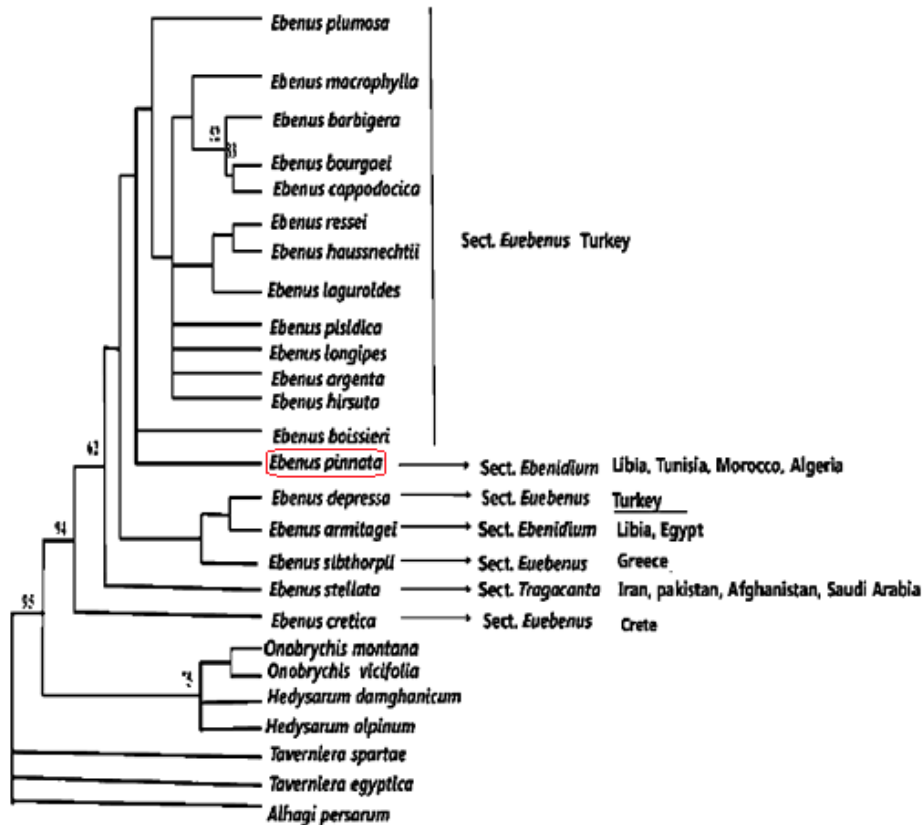 Ebenus plumosa
Ebenus macrophylla
Ebenus barbigera
Ebenus bourgaei
Ebenus cappodocica
Ebenus ressei
Ebenus haussnechtii
Ebenus laguroldes
Sect. Euebenus Turkey
Ebenus pisidica
Ebenus longipes
Ebenus argenta
Ebenus hirsuta
Ebenus boissieri
Ebenus pinnata Sect. Ebenidium Libia, Tunisia, Morocco, Algeria
Ebenus depressa Sect. Euebenus Turkey
Ebenus armitagei Sect. Ebenidium Libia, Egypt
Ebenus sibthorpii Sect. Euebenus Greece
Ebenus stellata Sect. Tragacanta Iran, pakistan, Afghanistan, Saudi Arabia
Ebenus cretica Sect. Euebenus Crete
Onobrychis montana
Onobrychis vicifolia
Hedysarum damghanicum
Hedysarum alpinum
Taverniera spartae
Taverniera egyptica
Alhagi persarum
62
94
95